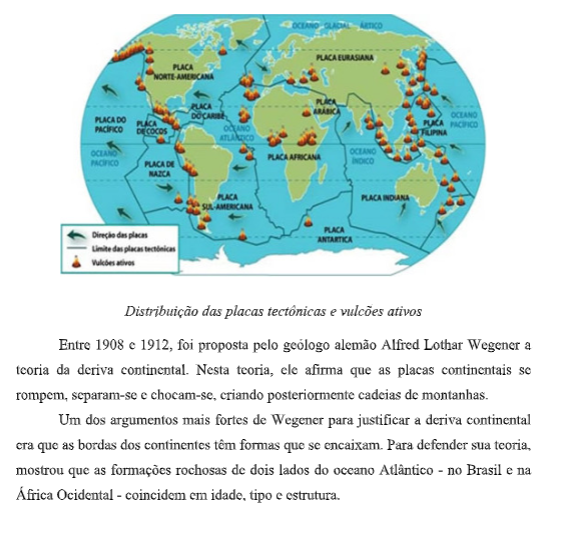 OCEANO GLACIAL ÁRTICO
PLACA EURASIANA
PLACA
NORTE-AMERICANA
PLACA
DO CARIBE
PLACA
ARÁBICA
PLACA DO
PACÍFICO
PLACA
DE COCOS
OCEANO
ATLÂNTICO
OCEANO
PACÍFICO
PLACA
FILIPINA
OCEANO
PACÍFICO
PLACA AFRICANA
OCEANO
ÍNDICO
PLACA DE
NAZCA
PLACA
SUL-AMERICANA
PLACA INDIANA
PLACA
ANTARTICA
Direção das placas
Limite das placas tectônicas
Vulcões ativos
Distribuição das placas tectônicas e vulcões ativos
Entre 1908 e 1912, foi proposta pelo geólogo alemão Alfred Lothar Wegener a
teoria da deriva continental. Nesta teoria, ele afirma que as placas continentais se
rompem, separam-se e chocam-se, criando posteriormente cadeias de montanhas.
Um dos argumentos mais fortes de Wegener para justificar a deriva continental
era que as bordas dos continentes têm formas que se encaixam. Para defender sua teoria,
mostrou que as formações rochosas de dois lados do oceano Atlântico - no Brasil e na
África Ocidental - coincidem em idade, tipo e estrutura.